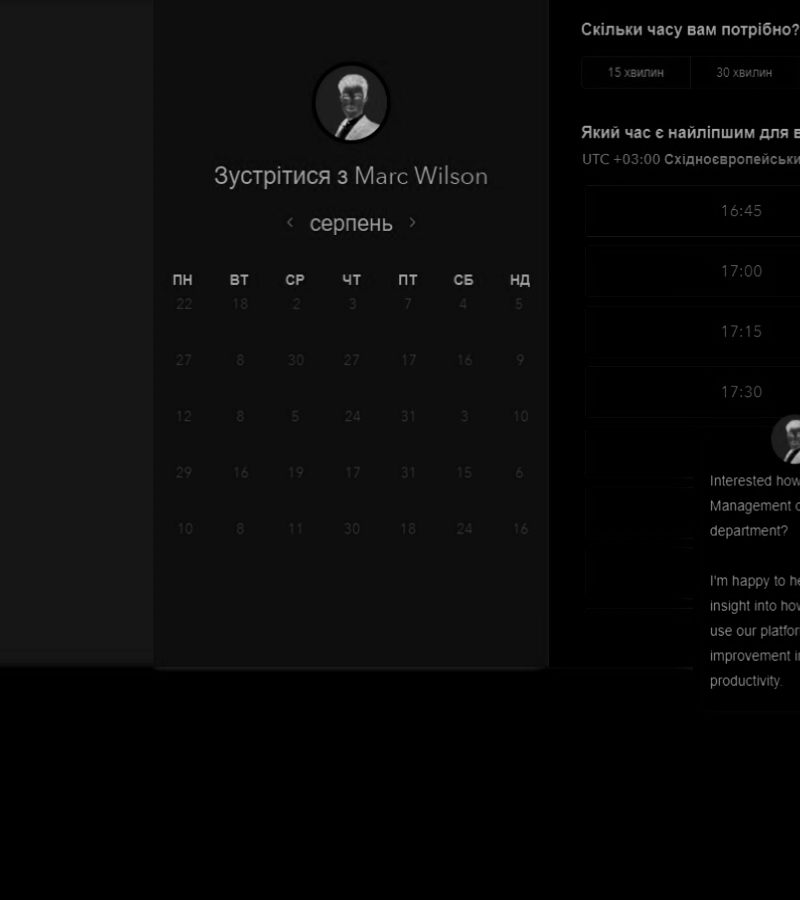 Зустрітися з Marc Wilson
серпень
ПН ВТ СР ЧТ ПТ СБ НД
22 18 2 3 7 4 5
27 8 30 27 17 16 9
12 8 5 24 31 3 10
29 16 19 17 31 15 6
10 8 11 30 18 24 16
Скільки часу вам потрібно?
15 хвилин 30 хвилин
Який час є найліпшим для в
UTC +03:00 Східноєвропейськи
16:45
17:00
17:15
17:30
Interested how
Management
department?
I'm happy to he
insight into how
use our platfor
improvement in
productivity.